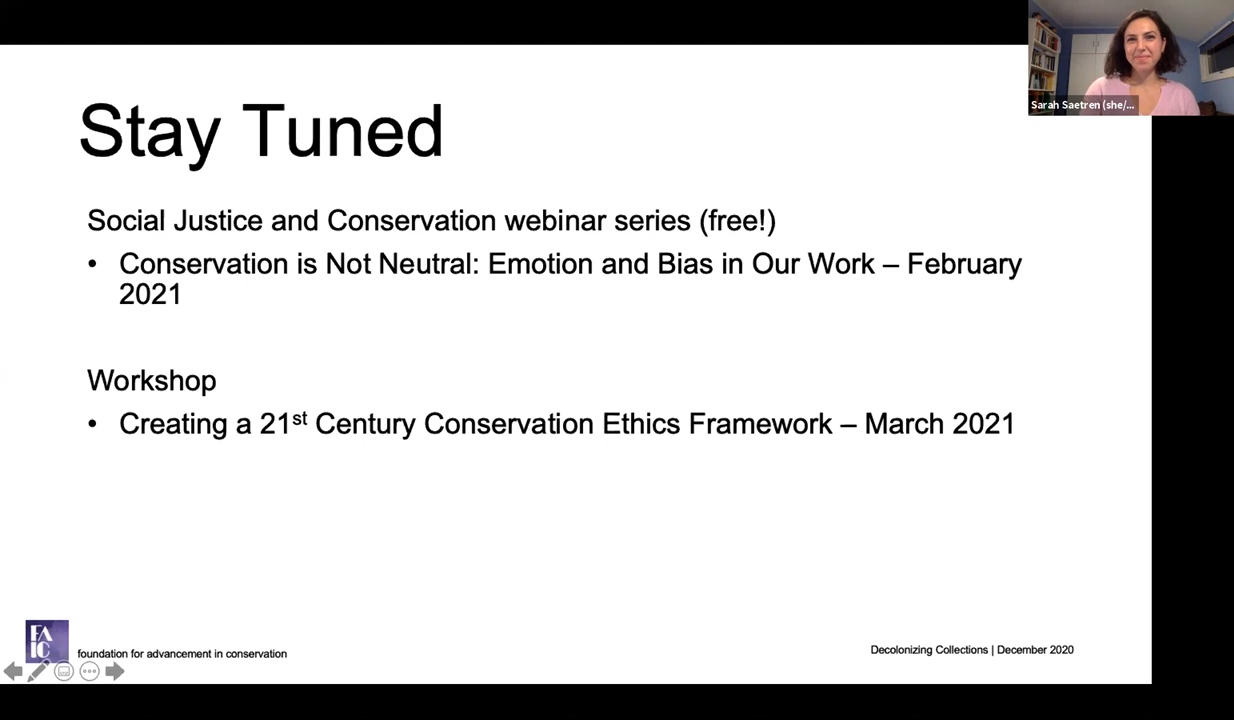 Stay Tuned
Sarah Saetren (she/...
Social Justice and Conservation webinar series (free!)
• Conservation is Not Neutral: Emotion and Bias in Our Work – February
2021
Workshop
• Creating a 21st Century Conservation Ethics Framework – March 2021
FA
IC
foundation for advancement in conservation
Decolonizing Collections | December 2020